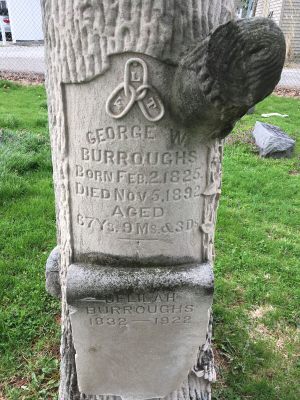 F L T
GEORGE W.
BURROUGHS
BORN FEB. 2. 1825.
DIED NOV 5, 1892
AGED
67 YS. 9 MS. & 3 D.
DELILAH
BURROUGHS
1832 — 1922